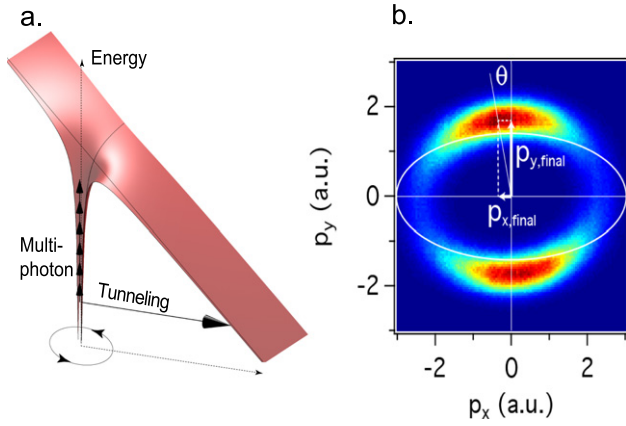 a.
Energy
Multi-
photon
Tunneling
b.
θ
2
0
-2
p_y (a.u.)
p_y,final
p_x,final
-2
0
2
p_x (a.u.)